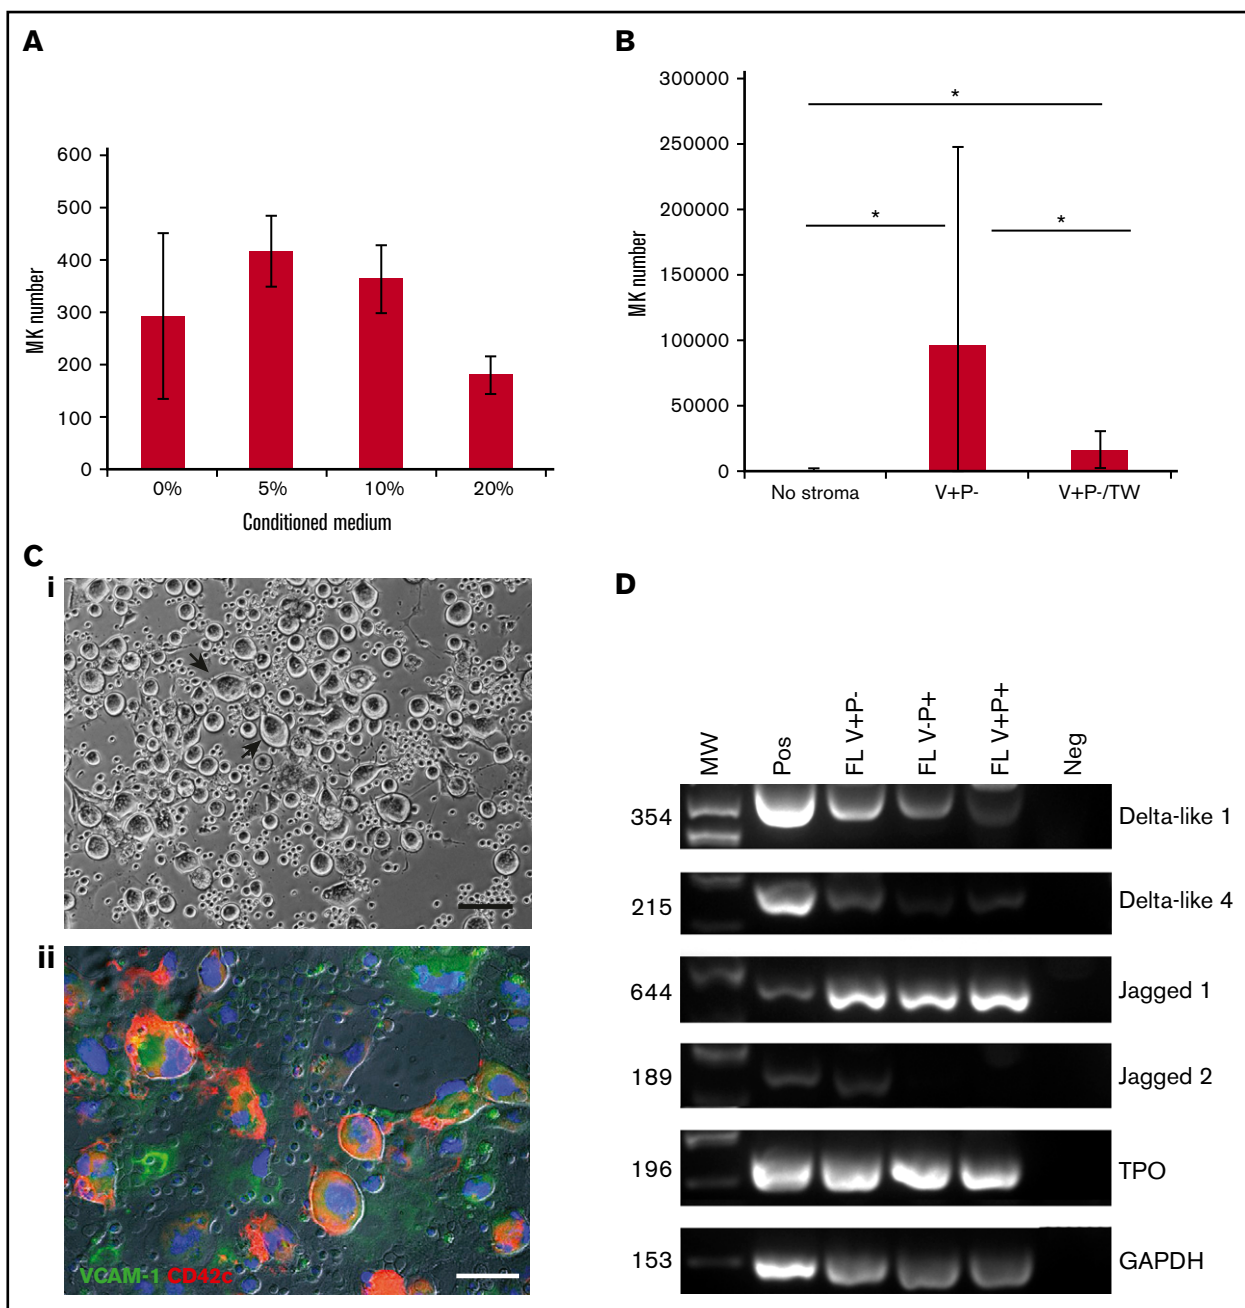 A
600
500
400
300
200
100
0
MK number
0% 5% 10% 20%
Conditioned medium
B
300000
250000
200000
150000
100000
50000
0
MK number
*
*
*
No stroma V+P- V+P-/TW
C
i
ii
VCAM-1 CD42c
D
MW Pos FL V+P- FL V-P+ FL V+P+ Neg
354 Delta-like 1
215 Delta-like 4
644 Jagged 1
189 Jagged 2
196 TPO
153 GAPDH